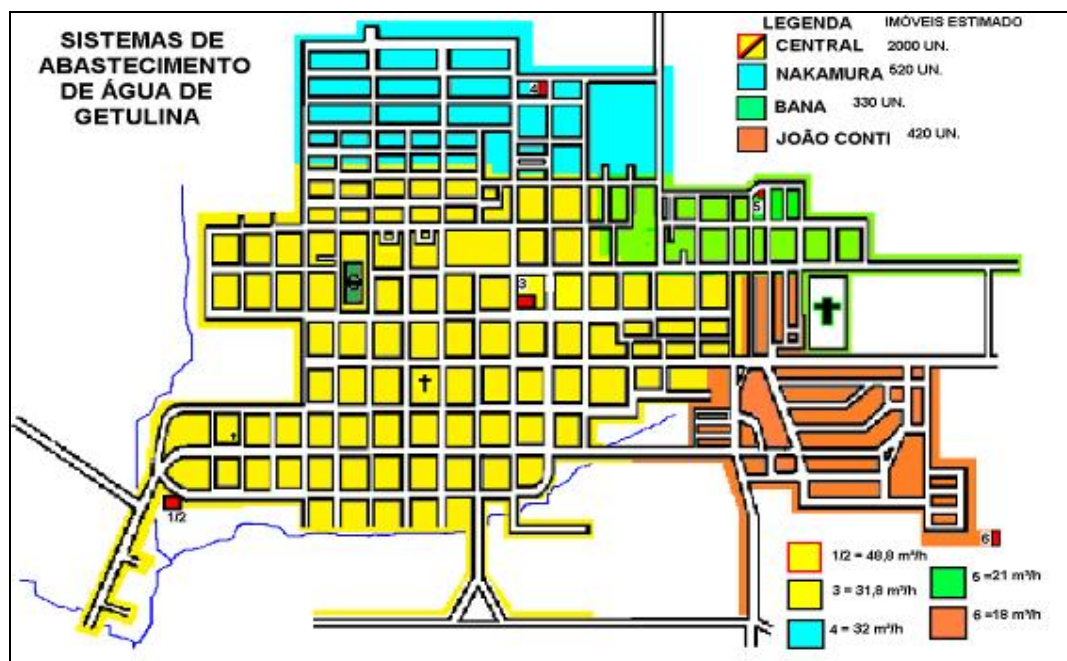 SISTEMAS DE
ABASTECIMENTO
DE ÁGUA DE
GETULINA
LEGENDA IMÓVEIS ESTIMADO
CENTRAL 2000 UN.
NAKAMURA 520 UN.
BANA 330 UN.
JOÃO CONTI 420 UN.
4
5
3
1/2
6
1/2 = 48,8 m³/h
3 = 31,8 m³/h
4 = 32 m³/h
5 =21 m³/h
6 =18 m³/h